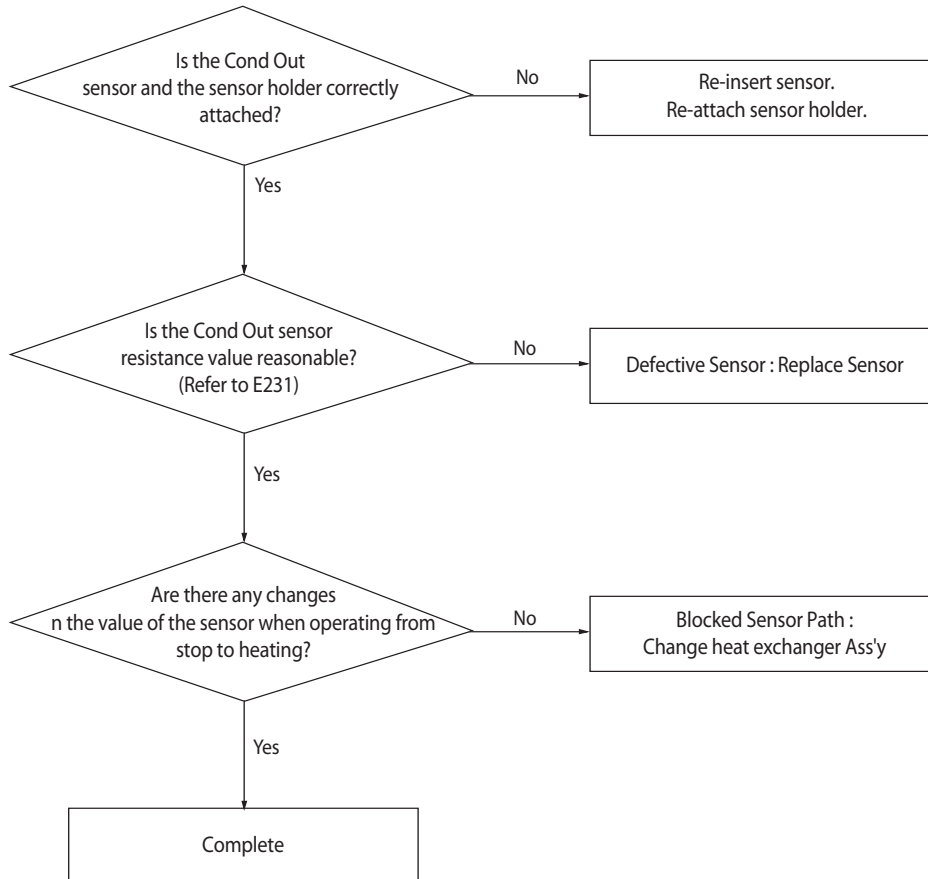 Is the Cond Out
sensor and the sensor holder correctly
attached?
No
Re-insert sensor.
Re-attach sensor holder.
Yes
Is the Cond Out sensor
resistance value reasonable?
(Refer to E231)
No
Defective Sensor : Replace Sensor
Yes
Are there any changes
n the value of the sensor when operating from
stop to heating?
No
Blocked Sensor Path :
Change heat exchanger Ass'y
Yes
Complete